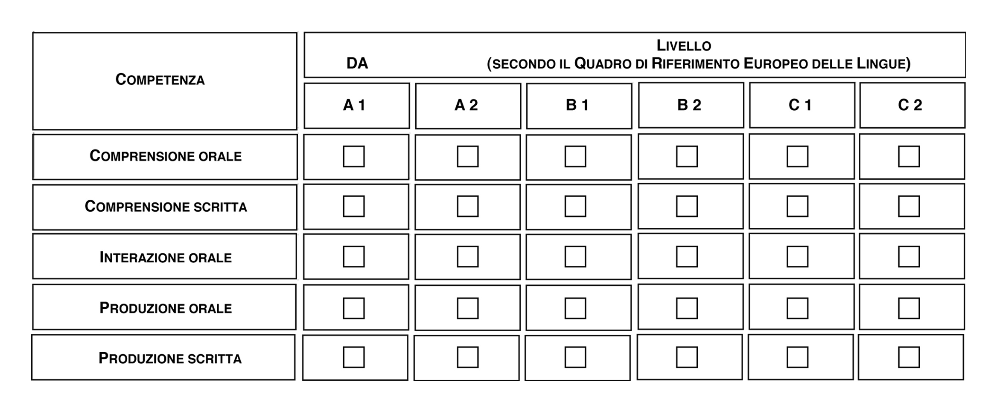 COMPETENZA
LIVELLO
DA (SECONDO IL QUADRO DI RIFERIMENTO EUROPEO DELLE LINGUE)
A 1 A 2 B 1 B 2 C 1 C 2
COMPRENSIONE ORALE
COMPRENSIONE SCRITTA
INTERAZIONE ORALE
PRODUZIONE ORALE
PRODUZIONE SCRITTA